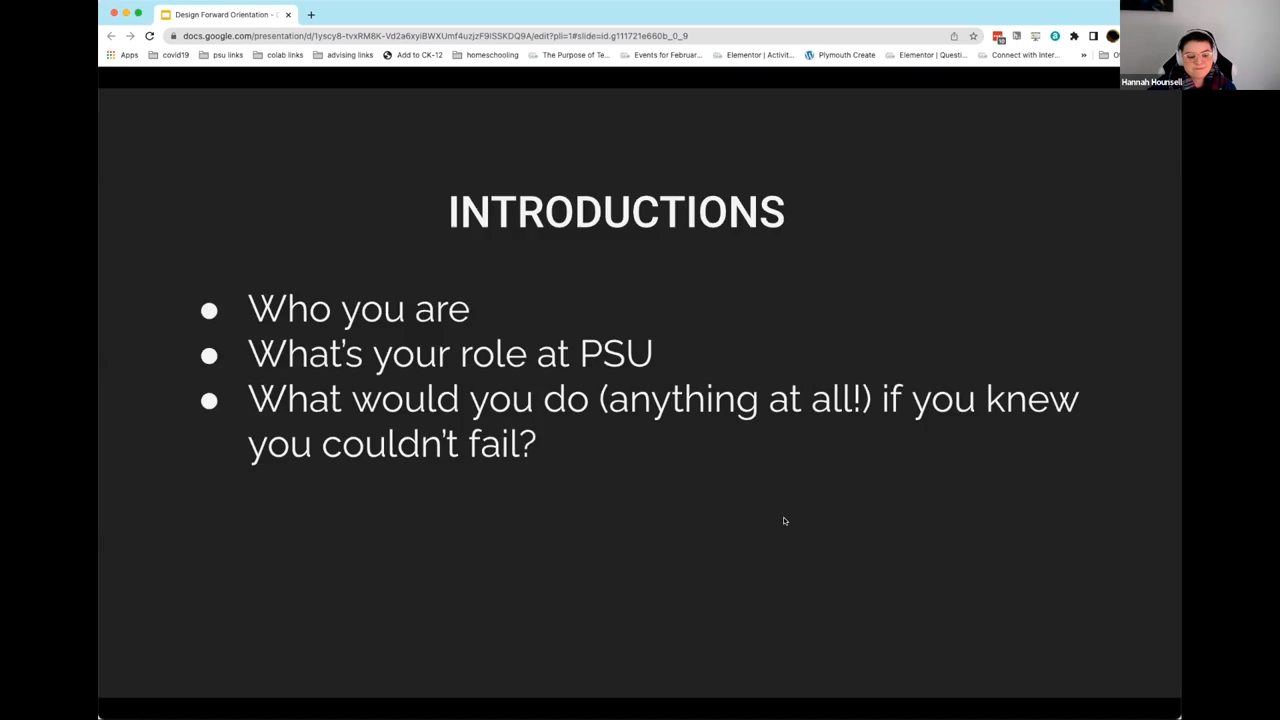 Design Forward Orientation - 
docs.google.com/presentation/d/1yscy8-tvxRM8K-Vd2a6xyiBWXUmf4uzjzF9ISSKDQ9A/edit?pli=1#slide=id.g111721e660b_0_9
Apps covid19 psu links colab links advising links Add to CK-12 homeschooling The Purpose of Te... Events for Februar... Elementor | Activit... Plymouth Create Elementor | Questi... Connect with Inter... »
Hannah Hounsell
INTRODUCTIONS
● Who you are
● What's your role at PSU
● What would you do (anything at all!) if you knew
you couldn't fail?